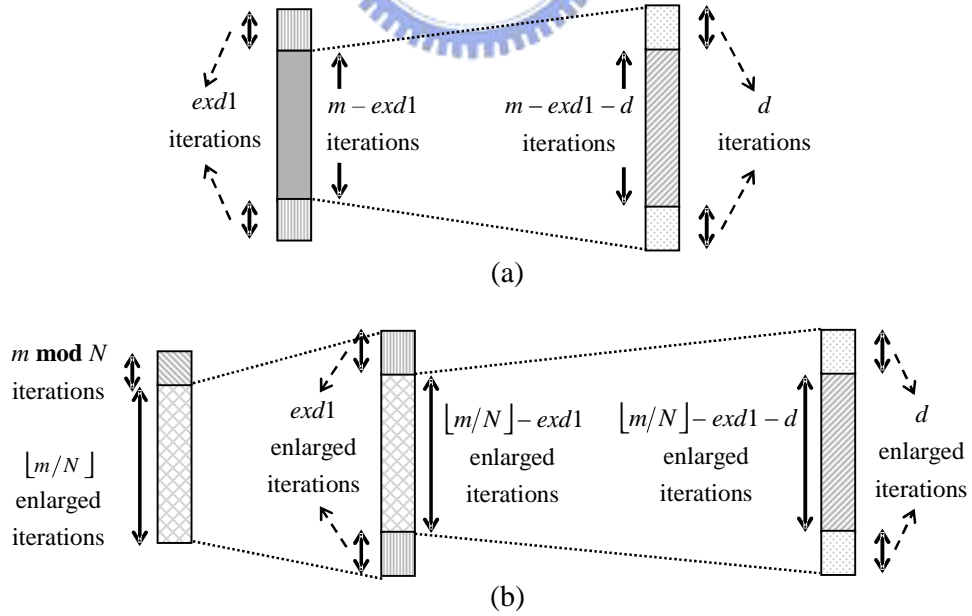 exd1
iterations
m – exd1
iterations
m – exd1 – d
iterations
d
iterations
(a)
m mod N
iterations
⌊m/N⌋
enlarged
iterations
exd1
enlarged
iterations
⌊m/N⌋ – exd1
enlarged
iterations
⌊m/N⌋ – exd1 – d
enlarged
iterations
d
enlarged
iterations
(b)